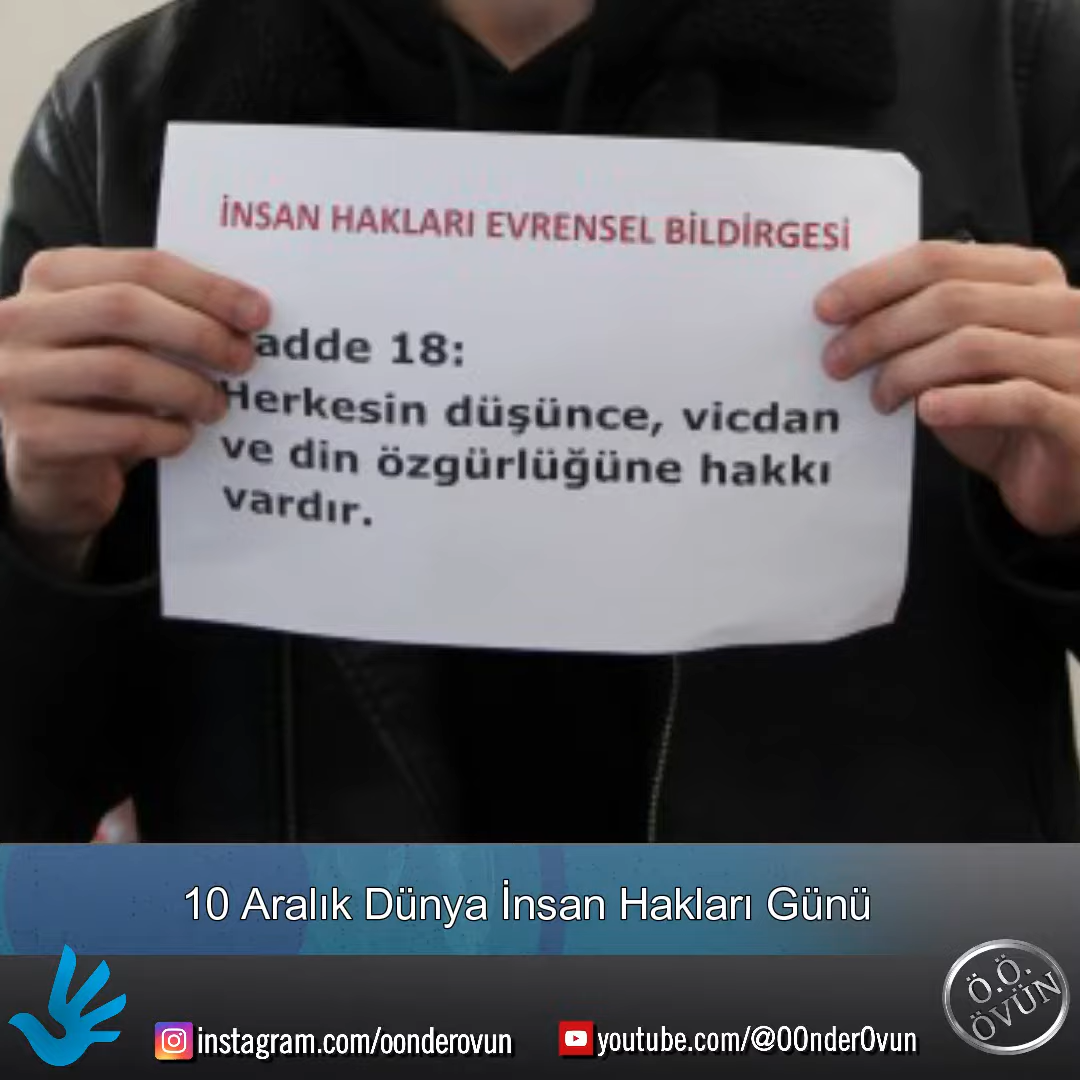 İNSAN HAKLARI EVRENSEL BİLDİRGESİ
adde 18:
Herkesin düşünce, vicdan
ve din özgürlüğüne hakkı
vardır.
10 Aralık Dünya İnsan Hakları Günü
instagram.com/oonderovun
youtube.com/@OOnderOvun
Ö.Ö.
ÖVÜN